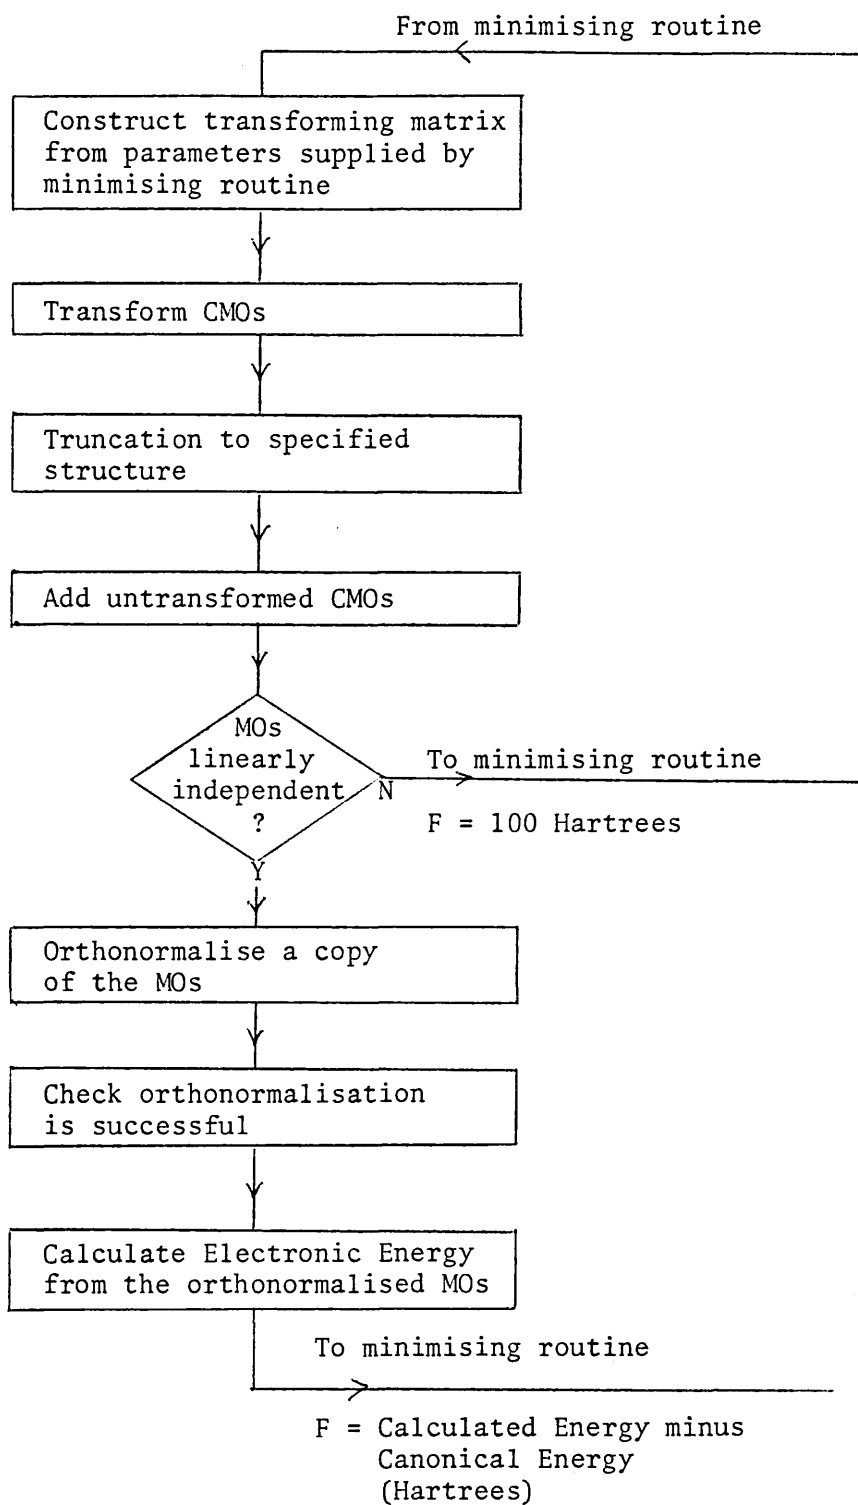 From minimising routine
Construct transforming matrix
from parameters supplied by
minimising routine
Transform CMOs
Truncation to specified
structure
Add untransformed CMOs
MOs
linearly
independent
?
N
To minimising routine
F = 100 Hartrees
Y
Orthonormalise a copy
of the MOs
Check orthonormalisation
is successful
Calculate Electronic Energy
from the orthonormalised MOs
To minimising routine
F = Calculated Energy minus
Canonical Energy
(Hartrees)